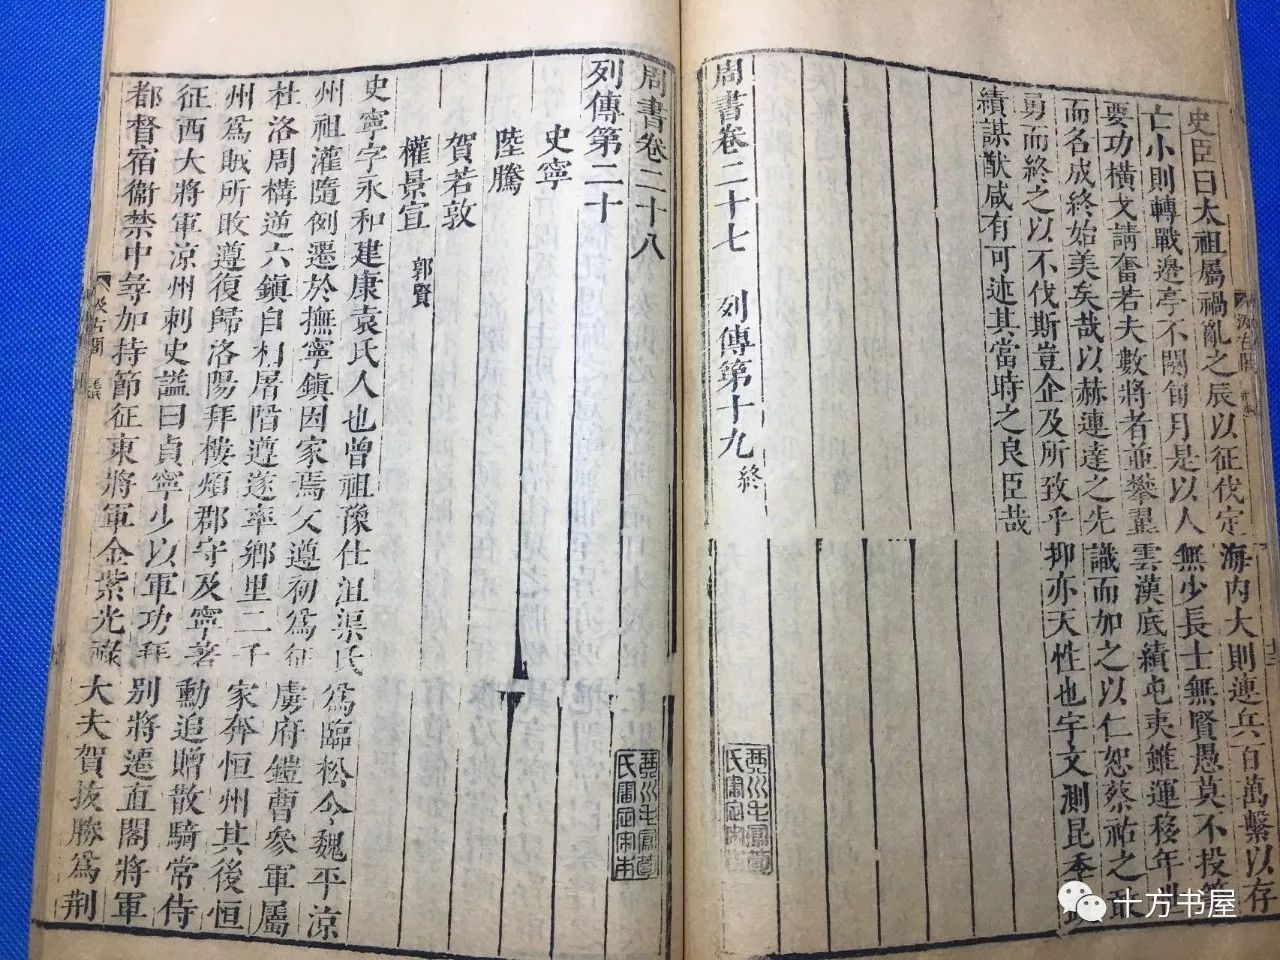 史臣曰太祖屬禍亂之辰以征伐定海內大則連兵百萬繫以存
亡小則轉戰邊亭不闋旬月是以人無少長士無賢愚莫不投筆
要功橫戈請奮若夫數將者並攀翼雲漢底績屯夷雖運移年
而名成終始美矣哉以赫連達之先識而加之以仁恕蔡祐之敢
勇而終之以不伐斯豈企及所致乎抑亦天性也宇文測昆季
績謀猷咸有可述其當時之良臣哉
周書卷二十七 列傳第十九終
周書卷二十八
列傳第二十
史寧
陸騰
賀若敦
權景宣 郭賢
史寧字永和建康袁氏人也曾祖豫仕沮渠氏為臨松令魏平涼
州祖灌隨例遷於撫寧鎮因家焉父遵初為征虜府鎧曹參軍屬
杜洛周構逆六鎮自相屠陷遵遂率鄉里二千家奔恒州其後恒
州為賊所敗遵復歸洛陽拜樓煩郡守及寧著勳追贈散騎常侍
征西大將軍涼州刺史謚曰貞寧少以軍功拜別將遷直閣將軍
都督宿衞禁中尋加持節征東將軍金紫光祿大夫賀拔勝為荊
汲古閣
十方书屋